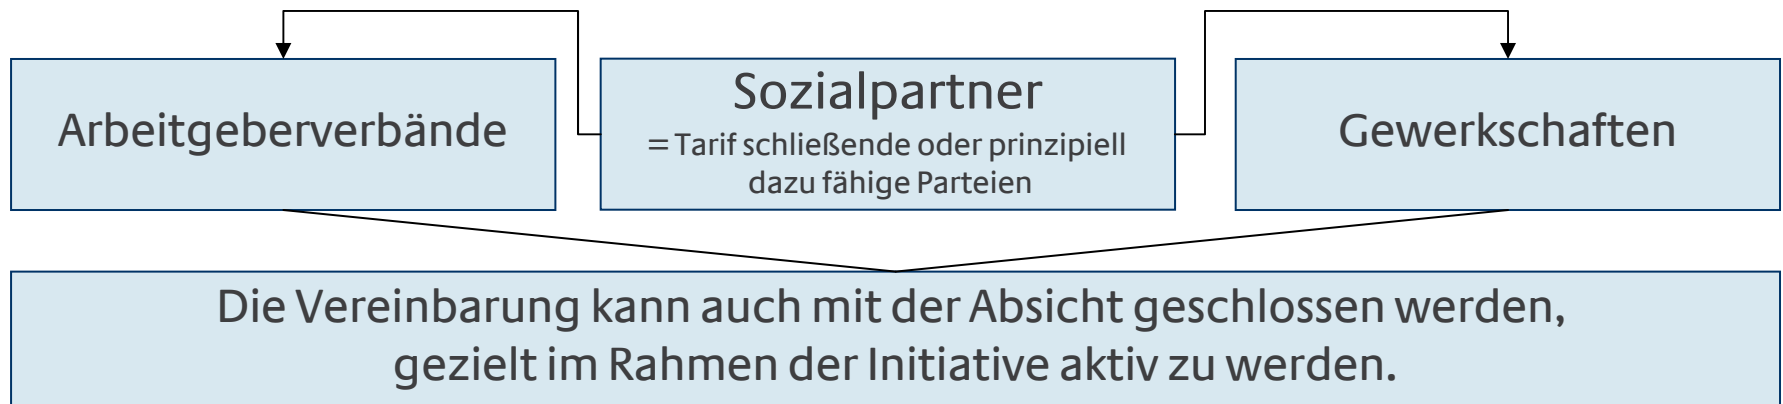 Arbeitgeberverbände
Sozialpartner
= Tarif schließende oder prinzipiell
dazu fähige Parteien
Gewerkschaften
Die Vereinbarung kann auch mit der Absicht geschlossen werden,
gezielt im Rahmen der Initiative aktiv zu werden.